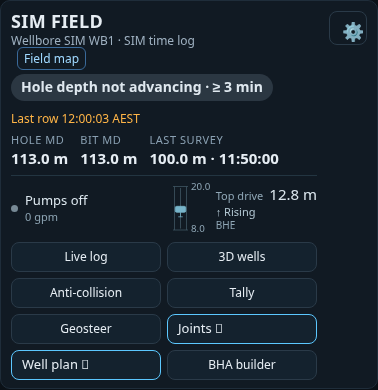 SIM FIELD
Wellbore SIM WB1 · SIM time log
Field map
Hole depth not advancing · ≥ 3 min
Last row 12:00:03 AEST
HOLE MD BIT MD LAST SURVEY
113.0 m 113.0 m 100.0 m · 11:50:00
Pumps off
0 gpm
20.0
8.0
Top drive 12.8 m
↑ Rising
BHE
Live log
3D wells
Anti-collision
Tally
Geosteer
Joints
Well plan
BHA builder